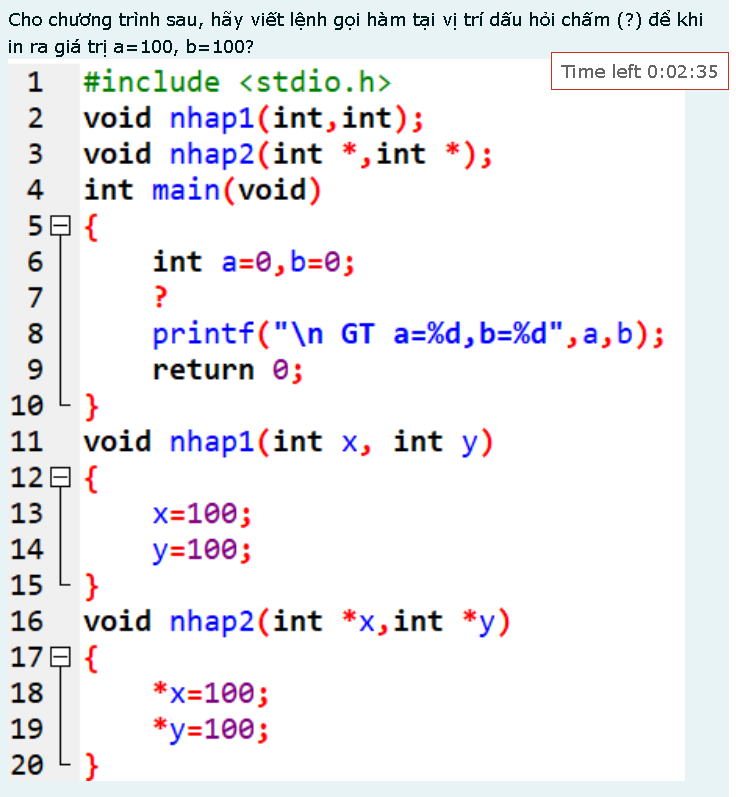 Cho chương trình sau, hãy viết lệnh gọi hàm tại vị trí dấu hỏi chấm (?) để khi
in ra giá trị a=100, b=100?
Time left 0:02:35
1 #include <stdio.h>
2 void nhap1(int,int);
3 void nhap2(int *,int *);
4 int main(void)
5 {
6 int a=0,b=0;
7 ?
8 printf("\n GT a=%d,b=%d",a,b);
9 return 0;
10 }
11 void nhap1(int x, int y)
12 {
13 x=100;
14 y=100;
15 }
16 void nhap2(int *x,int *y)
17 {
18 *x=100;
19 *y=100;
20 }